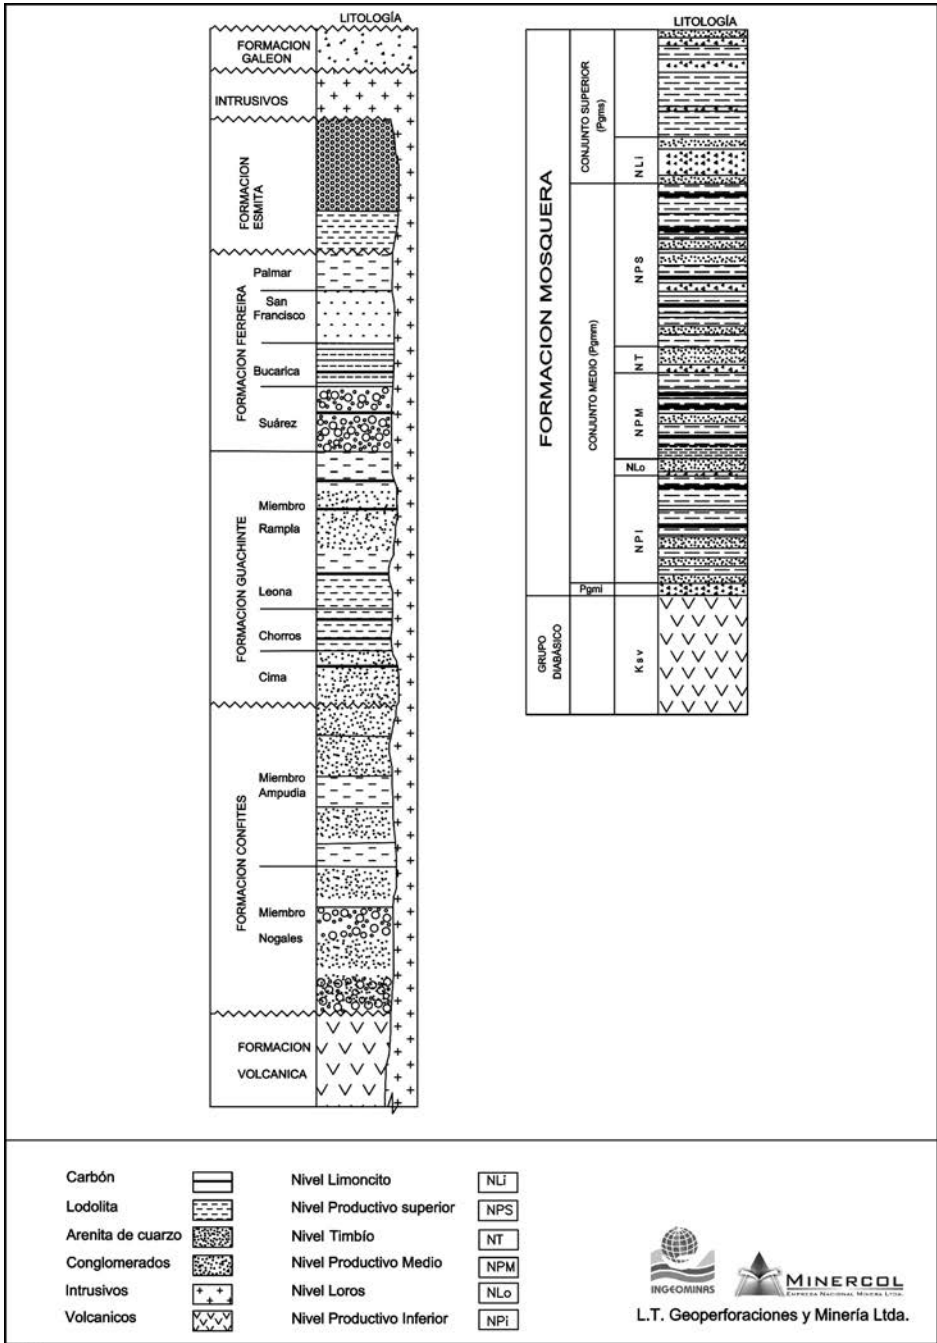 LITOLOGÍA
FORMACION
GALEON
INTRUSIVOS
FORMACION
ESMITA
FORMACION FERREIRA
Palmar
San
Francisco
Bucarica
Suárez
FORMACION GUACHINTE
Miembro
Rampla
Leona
Chorros
Cima
FORMACION CONFITES
Miembro
Ampudia
Miembro
Nogales
FORMACION
VOLCANICA
LITOLOGÍA
FORMACION MOSQUERA
CONJUNTO SUPERIOR
(Pgms)
NLi
CONJUNTO MEDIO (Pgmm)
NPS
NT
NPM
NLo
NPI
Pgmi
GRUPO
DIABÁSICO
Ksv
Carbón
Lodolita
Arenita de cuarzo
Conglomerados
Intrusivos
Volcanicos
Nivel Limoncito NLi
Nivel Productivo superior NPS
Nivel Timbío NT
Nivel Productivo Medio NPM
Nivel Loros NLo
Nivel Productivo Inferior NPi
INGEOMINAS
MINERCOL
EMPRESA NACIONAL MINERA LTDA.
L.T. Geoperforaciones y Minería Ltda.